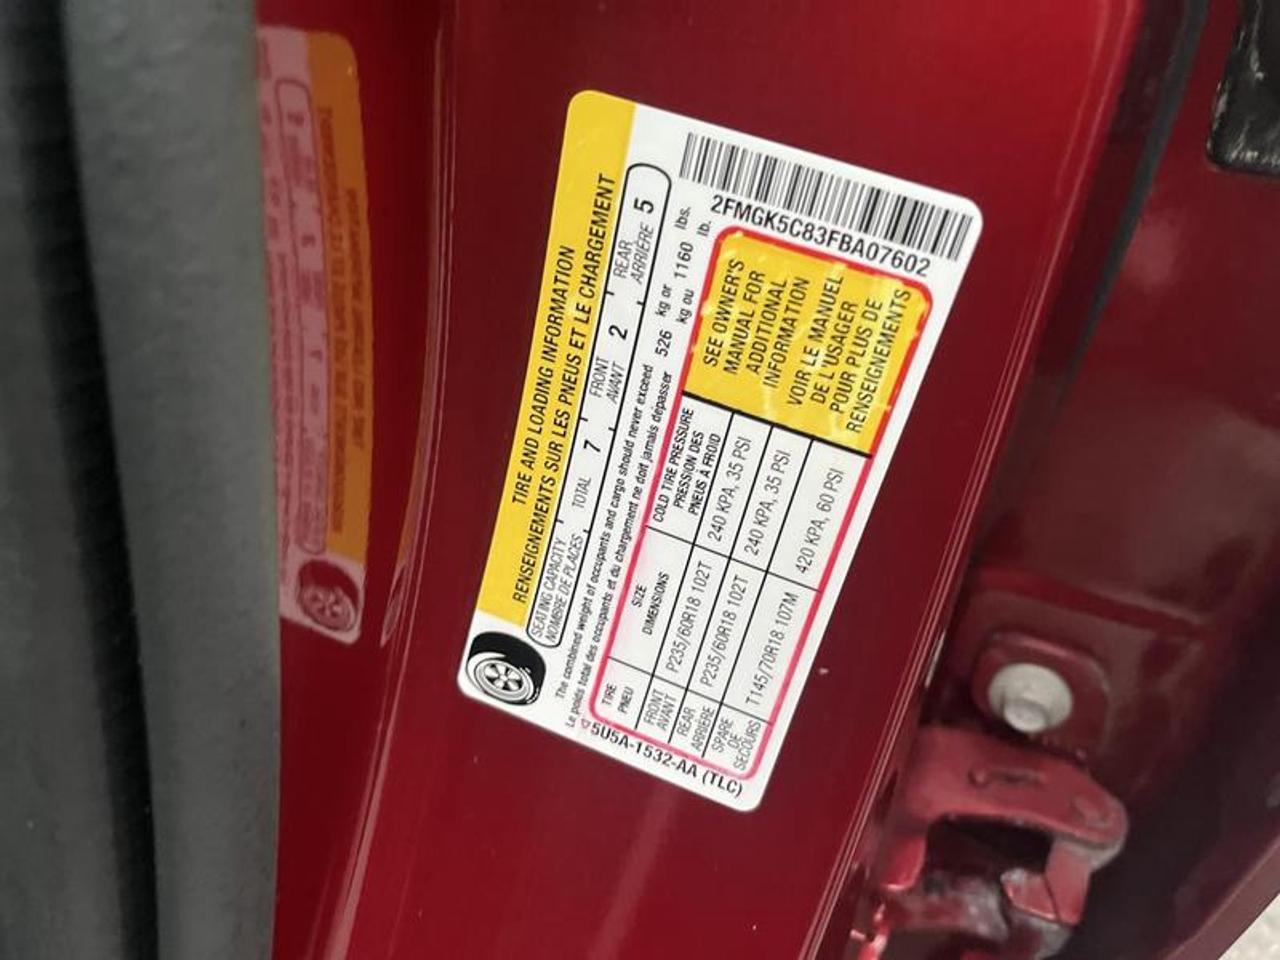 TIRE AND LOADING INFORMATION
RENSEIGNEMENTS SUR LES PNEUS ET LE CHARGEMENT
SEATING CAPACITY
NOMBRE DE PLACES
TOTAL 7
FRONT
AVANT 2
REAR
ARRIÈRE 5
The combined weight of occupants and cargo should never exceed 526 kg or 1160 lbs.
Le poids total des occupants et du chargement ne doit jamais dépasser kg ou lb.
TIRE
PNEU
SIZE
DIMENSIONS
COLD TIRE PRESSURE
PRESSION DES
PNEUS À FROID
FRONT
AVANT
P235/60R18 102T
240 KPA, 35 PSI
REAR
ARRIÈRE
P235/60R18 102T
240 KPA, 35 PSI
SPARE
DE
SECOURS
T145/70R18 107M
420 KPA, 60 PSI
SEE OWNER'S
MANUAL FOR
ADDITIONAL
INFORMATION
VOIR LE MANUEL
DE L'USAGER
POUR PLUS DE
RENSEIGNEMENTS
2FMGK5C83FBA07602
5U5A-1532-AA (TLC)